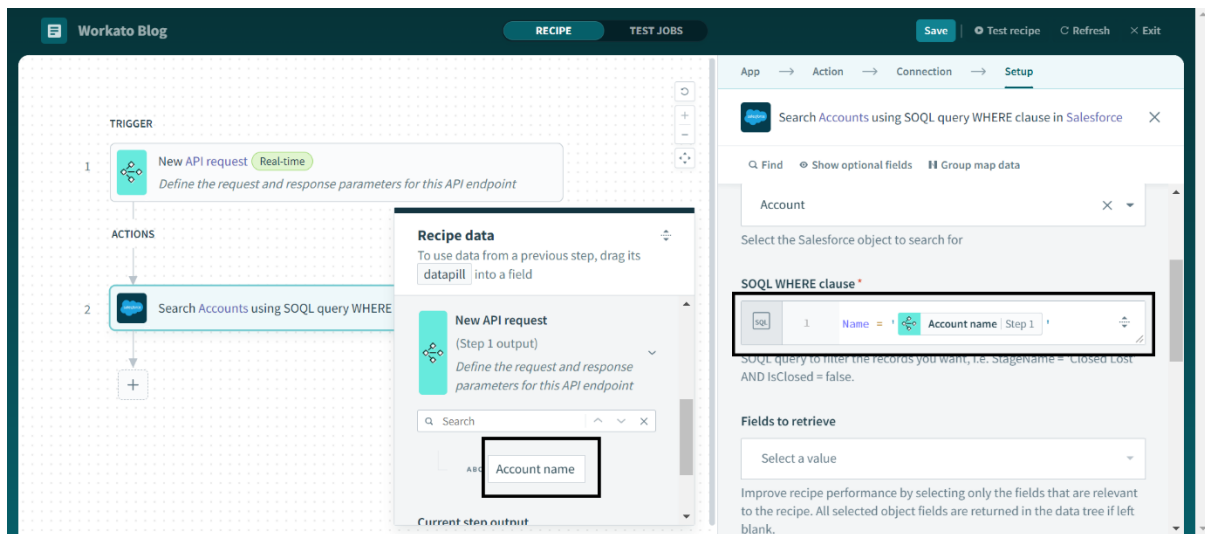 Workato Blog
RECIPE
TEST JOBS
Save
Test recipe
Refresh
Exit
App
Action
Connection
Setup
Search Accounts using SOQL query WHERE clause in Salesforce
Find
Show optional fields
Group map data
TRIGGER
1
New API request Real-time
Define the request and response parameters for this API endpoint
ACTIONS
2
Search Accounts using SOQL query WHERE
Recipe data
To use data from a previous step, drag its
datapill into a field
New API request
(Step 1 output)
Define the request and response
parameters for this API endpoint
Search
ABC
Account name
Current step output
Account
Select the Salesforce object to search for
SOQL WHERE clause*
SQL
1 Name = ' Account name Step 1 '
SOQL query to filter the records you want, i.e. StageName = 'Closed Lost'
AND IsClosed = false.
Fields to retrieve
Select a value
Improve recipe performance by selecting only the fields that are relevant
to the recipe. All selected object fields are returned in the data tree if left
blank.